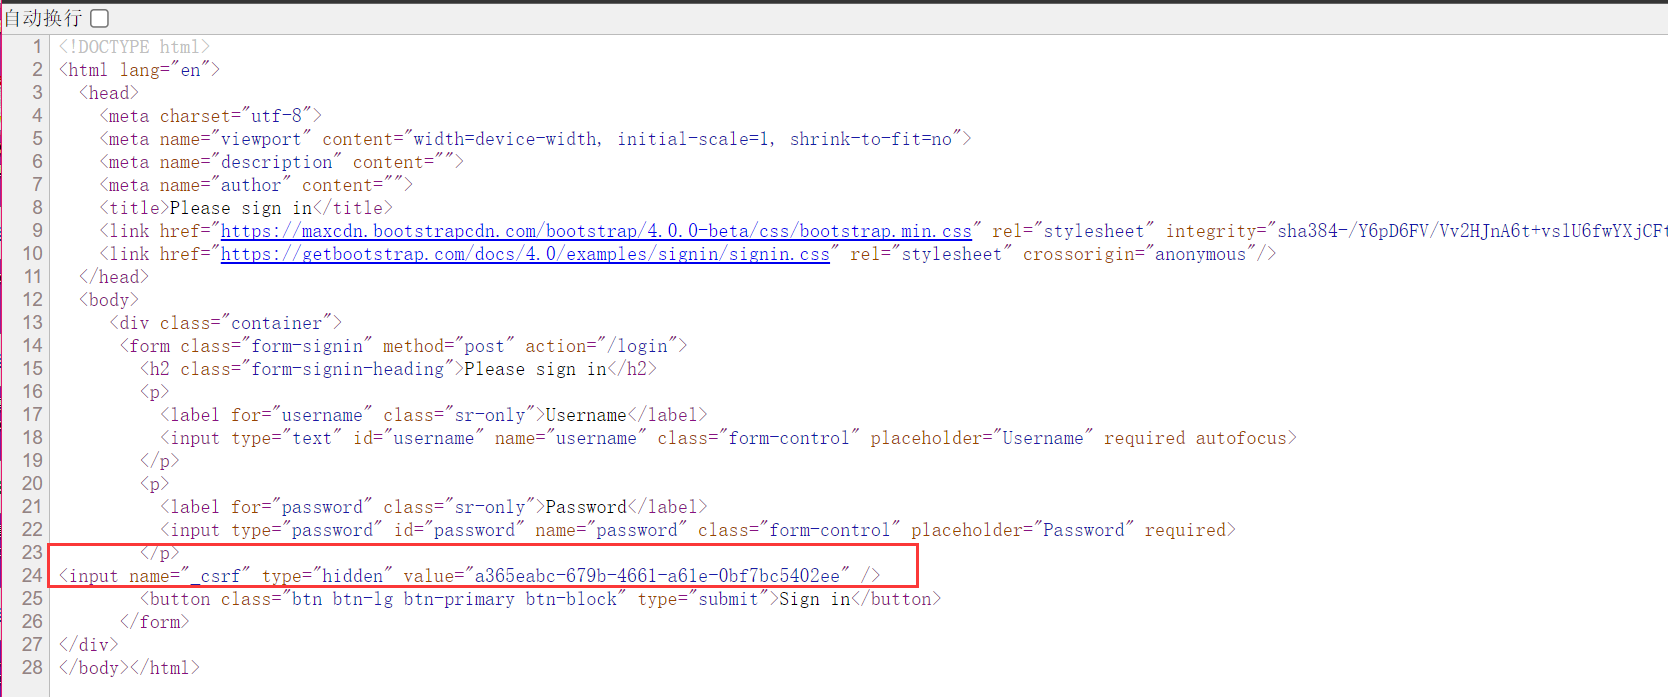 自动换行
1 <!DOCTYPE html>
2 <html lang="en">
3 <head>
4 <meta charset="utf-8">
5 <meta name="viewport" content="width=device-width, initial-scale=1, shrink-to-fit=no">
6 <meta name="description" content="">
7 <meta name="author" content="">
8 <title>Please sign in</title>
9 <link href="https://maxcdn.bootstrapcdn.com/bootstrap/4.0.0-beta/css/bootstrap.min.css" rel="stylesheet" integrity="sha384-/Y6pD6FV/Vv2HJnA6t+vslU6fwYXjCFt
10 <link href="https://getbootstrap.com/docs/4.0/examples/signin/signin.css" rel="stylesheet" crossorigin="anonymous"/>
11 </head>
12 <body>
13 <div class="container">
14 <form class="form-signin" method="post" action="/login">
15 <h2 class="form-signin-heading">Please sign in</h2>
16 <p>
17 <label for="username" class="sr-only">Username</label>
18 <input type="text" id="username" name="username" class="form-control" placeholder="Username" required autofocus>
19 </p>
20 <p>
21 <label for="password" class="sr-only">Password</label>
22 <input type="password" id="password" name="password" class="form-control" placeholder="Password" required>
23 </p>
24 <input name="_csrf" type="hidden" value="a365eabc-679b-4661-a61e-0bf7bc5402ee" />
25 <button class="btn btn-lg btn-primary btn-block" type="submit">Sign in</button>
26 </form>
27 </div>
28 </body></html>